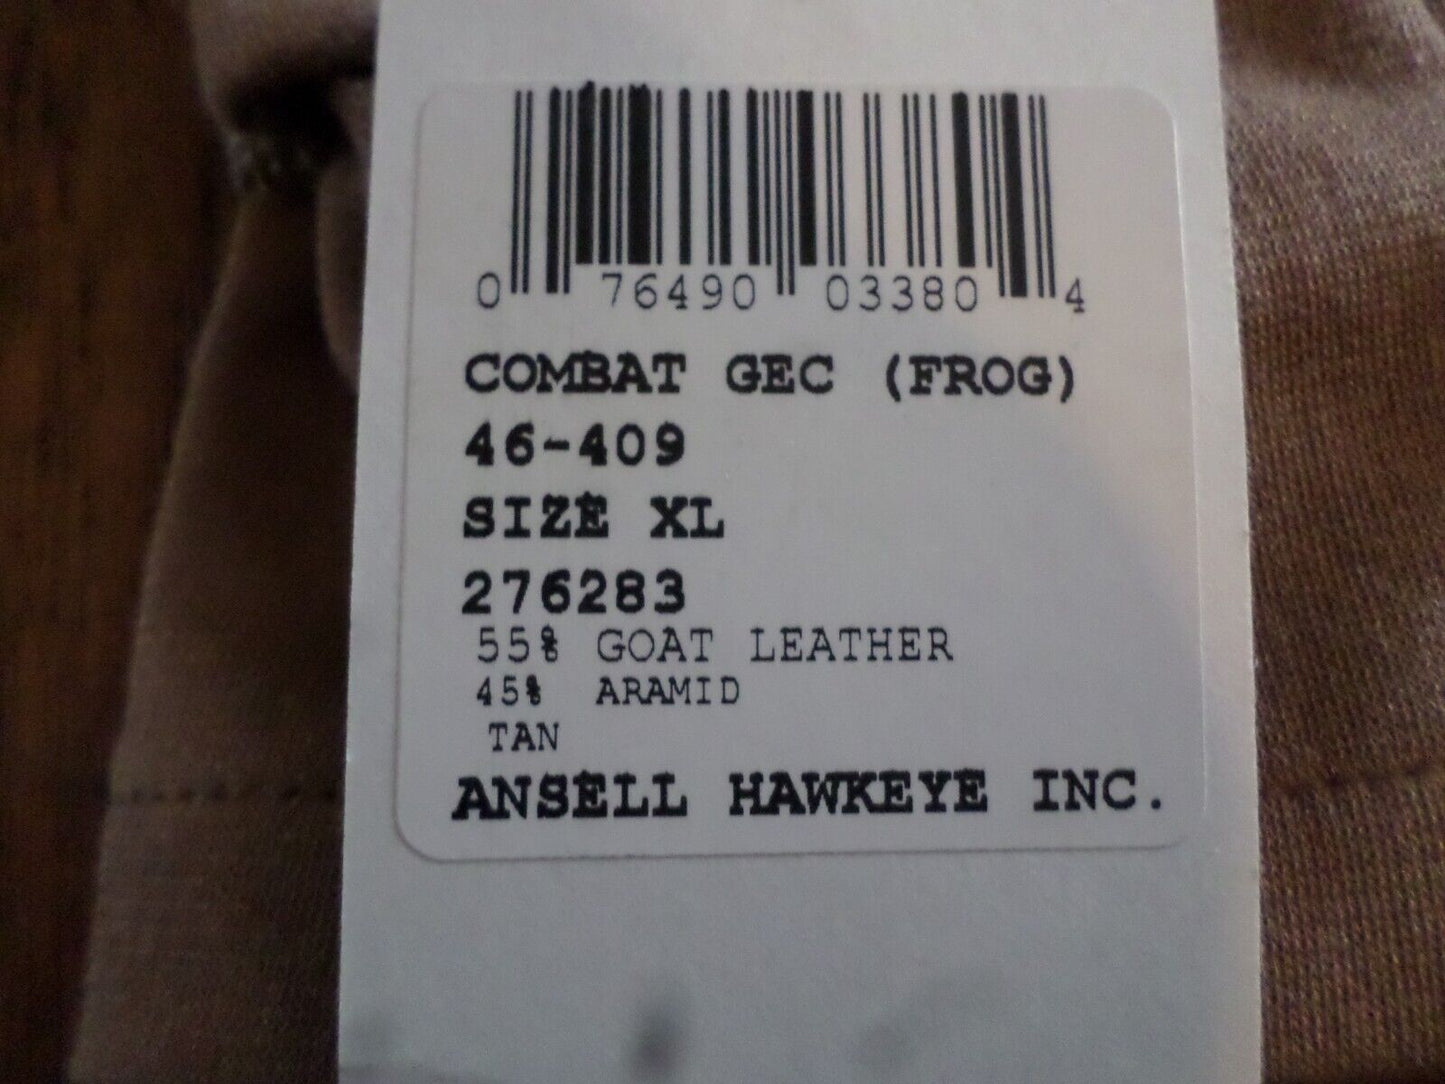 0 76490 03380 4
COMBAT GEC (FROG)
46-409
SIZE XL
276283
55% GOAT LEATHER
45% ARAMID
TAN
ANSELL HAWKEYE INC.